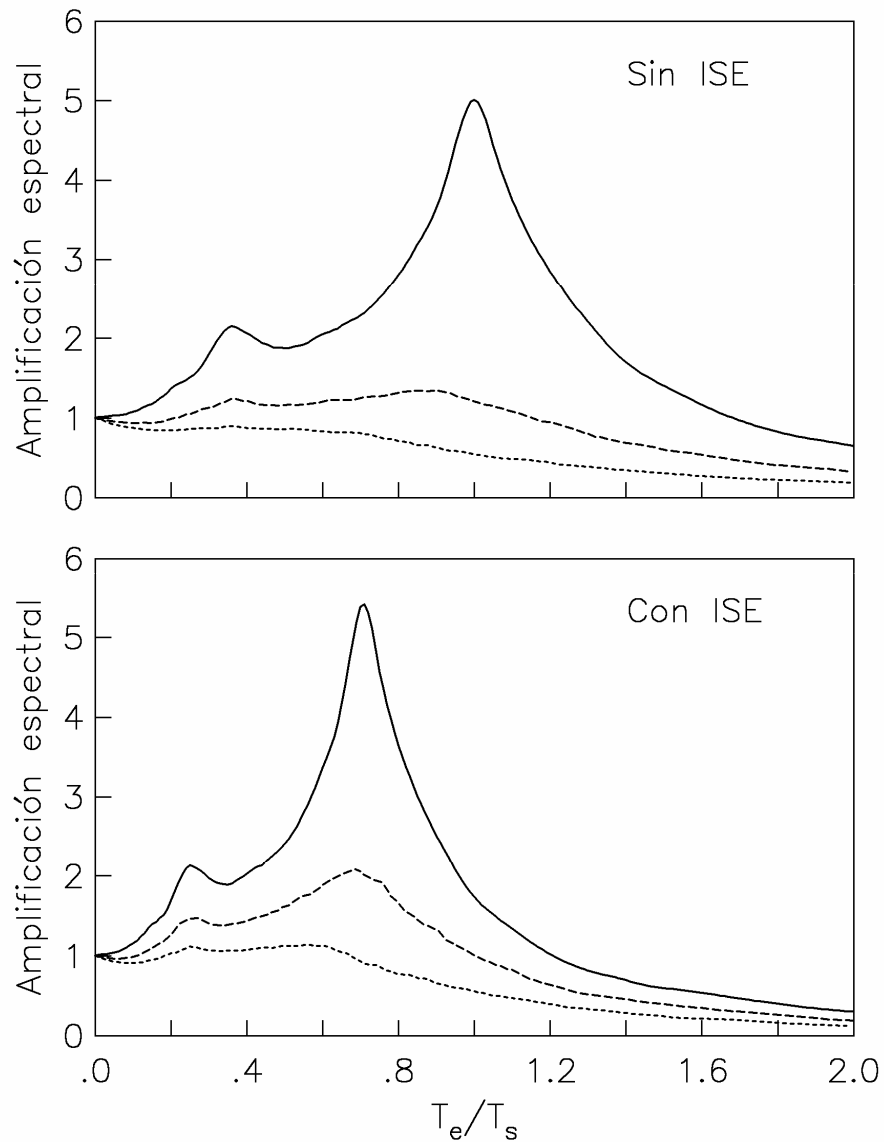 Sin ISE
Amplificación espectral
6
5
4
3
2
1
0
Con ISE
Amplificación espectral
6
5
4
3
2
1
0
.0 .4 .8 1.2 1.6 2.0
Te/Ts